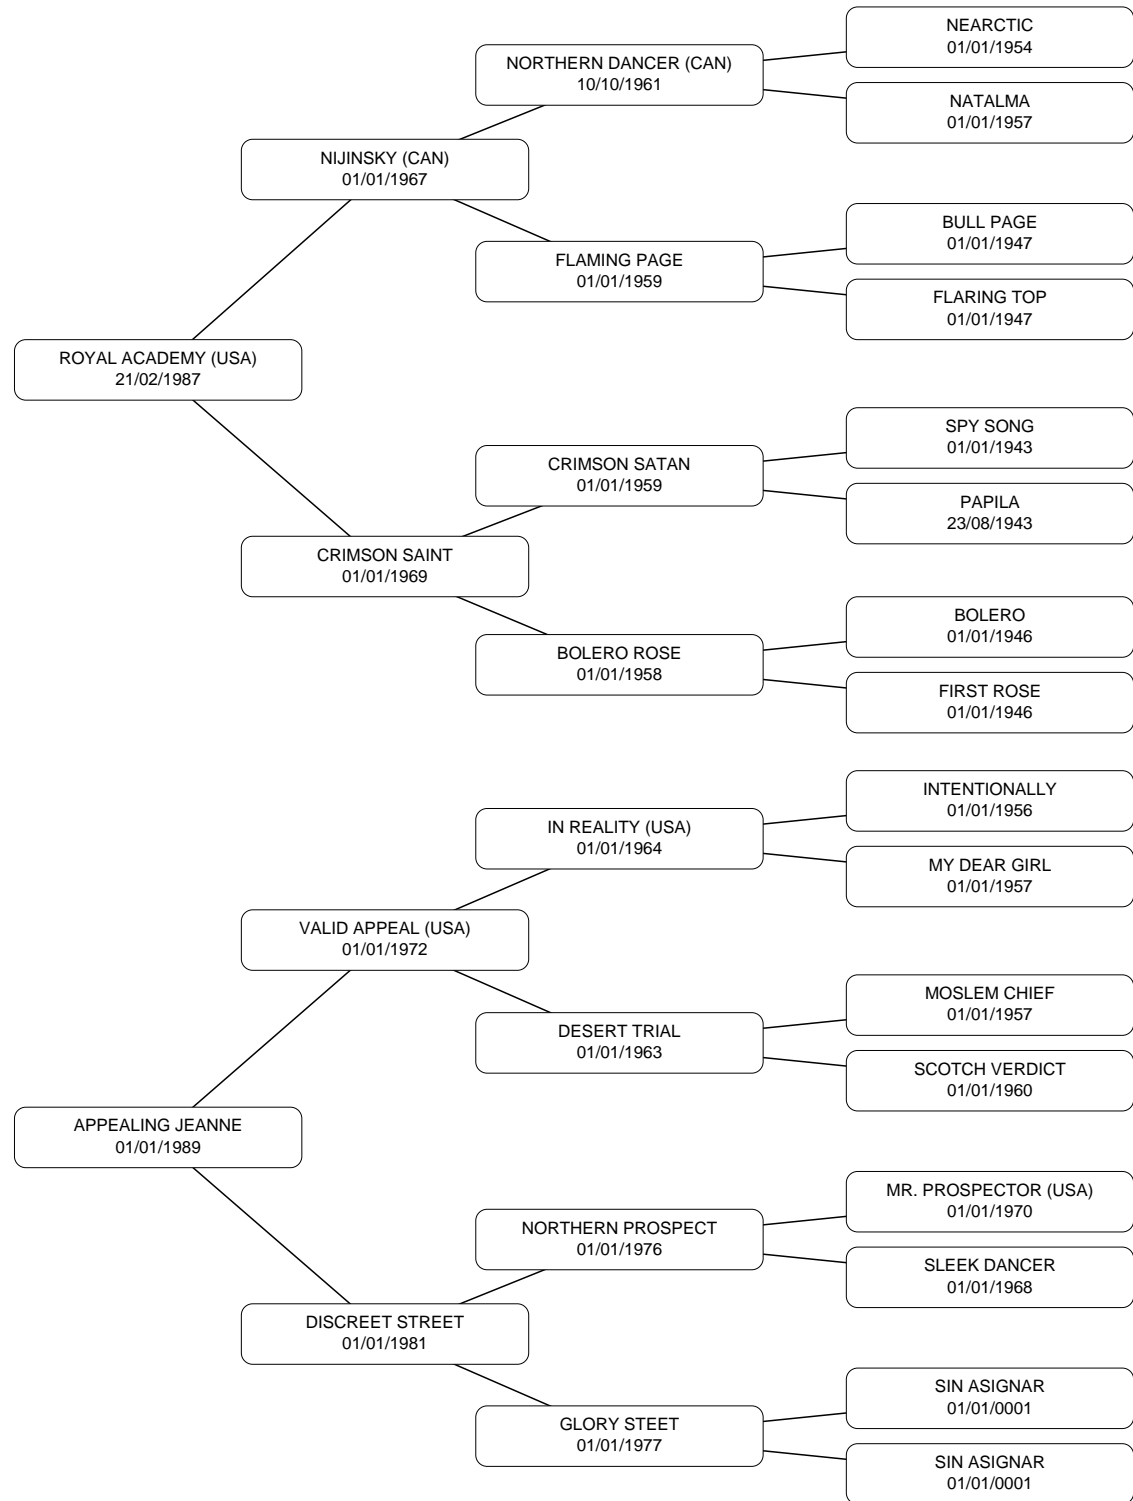 NEARCTIC
01/01/1954
NORTHERN DANCER (CAN)
10/10/1961
NATALMA
01/01/1957
NIJINSKY (CAN)
01/01/1967
BULL PAGE
01/01/1947
FLAMING PAGE
01/01/1959
FLARING TOP
01/01/1947
ROYAL ACADEMY (USA)
21/02/1987
SPY SONG
01/01/1943
CRIMSON SATAN
01/01/1959
PAPILA
23/08/1943
CRIMSON SAINT
01/01/1969
BOLERO
01/01/1946
BOLERO ROSE
01/01/1958
FIRST ROSE
01/01/1946
INTENTIONALLY
01/01/1956
IN REALITY (USA)
01/01/1964
MY DEAR GIRL
01/01/1957
VALID APPEAL (USA)
01/01/1972
MOSLEM CHIEF
01/01/1957
DESERT TRIAL
01/01/1963
SCOTCH VERDICT
01/01/1960
APPEALING JEANNE
01/01/1989
MR. PROSPECTOR (USA)
01/01/1970
NORTHERN PROSPECT
01/01/1976
SLEEK DANCER
01/01/1968
DISCREET STREET
01/01/1981
SIN ASIGNAR
01/01/0001
GLORY STEET
01/01/1977
SIN ASIGNAR
01/01/0001